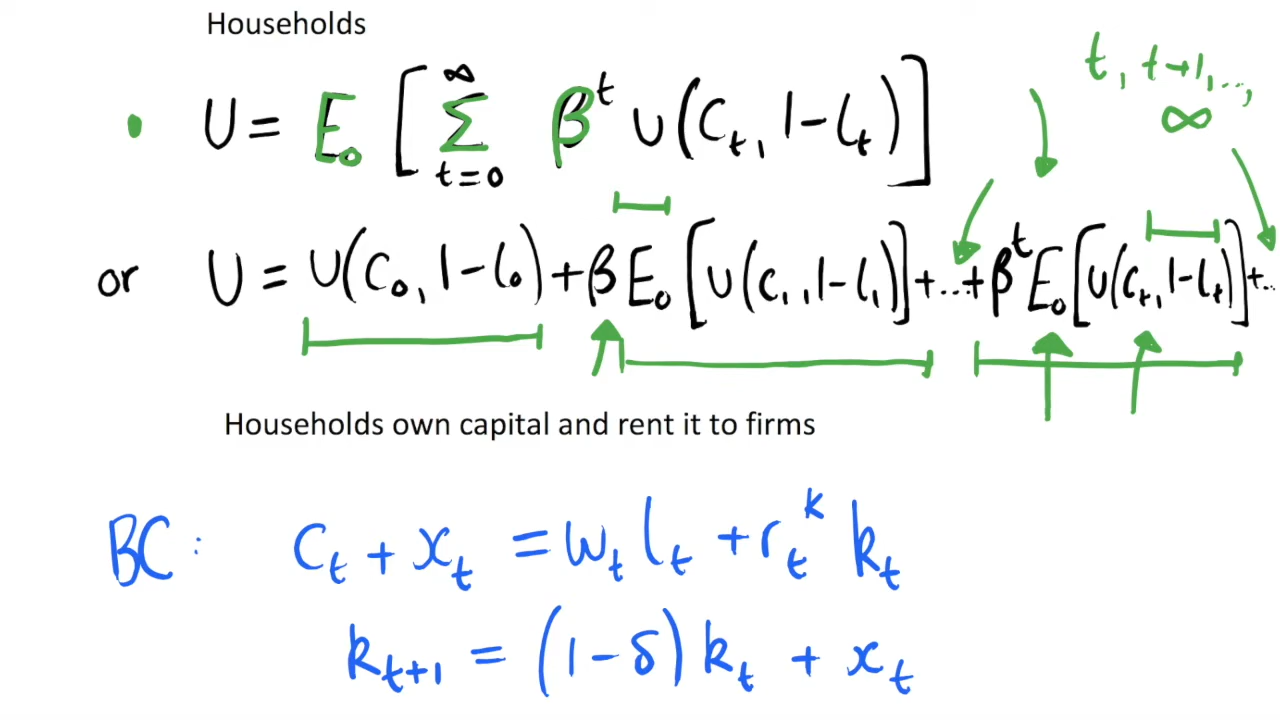 Households
t, t+1, ...,
∞
U = E₀ [ ∑_{t=0}^{∞} β^t u(c_t, 1-l_t) ]
or U = u(c₀, 1-l₀) + β E₀ [u(c₁, 1-l₁)] + ... + β^t E₀ [u(c_t, 1-l_t)] + ...
Households own capital and rent it to firms
BC: c_t + x_t = w_t l_t + r_t^k k_t
k_{t+1} = (1-δ) k_t + x_t